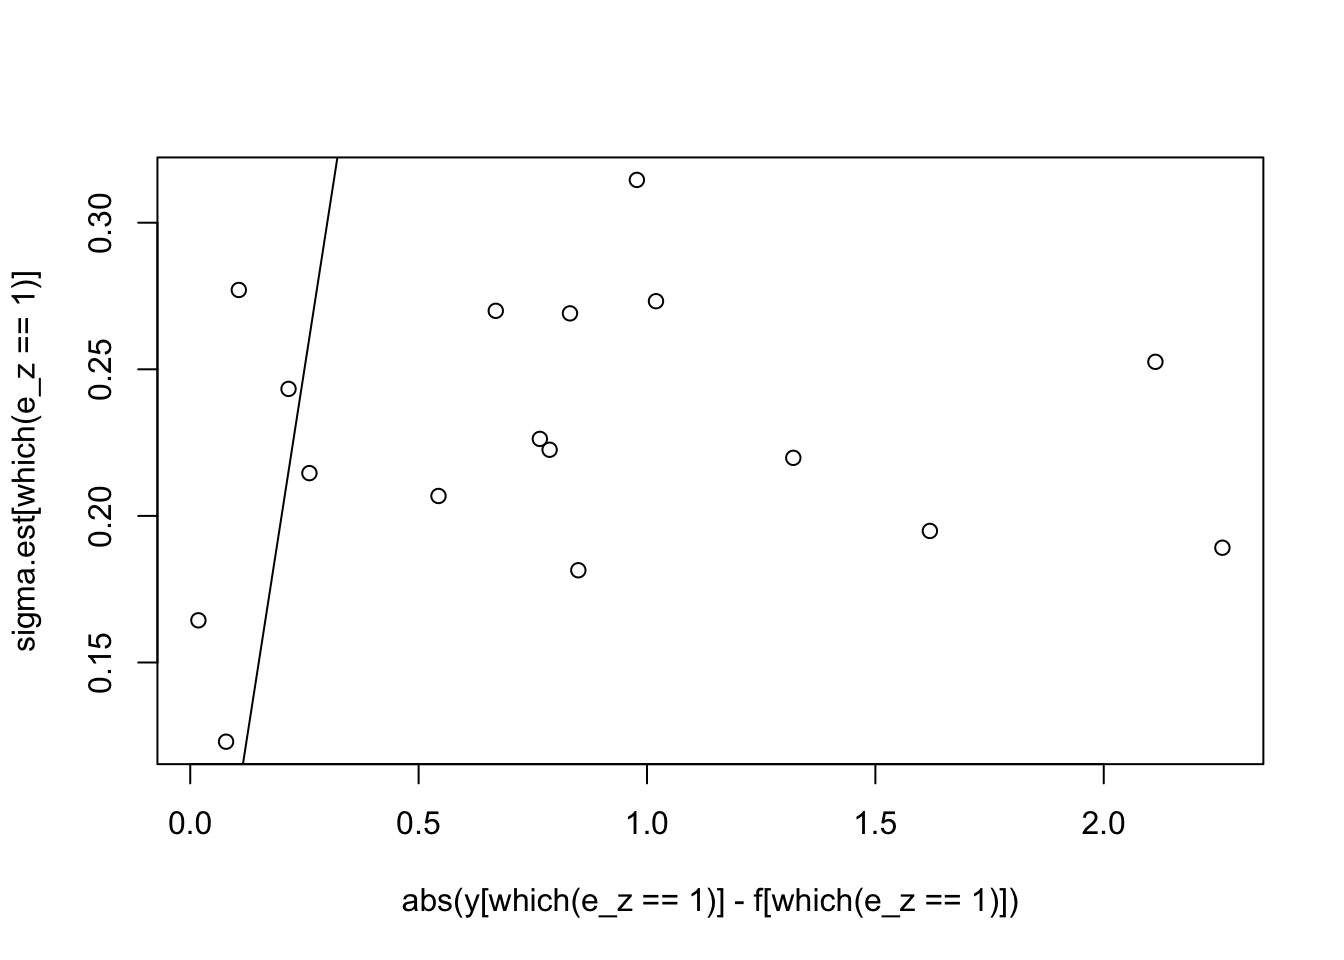 sigma.est[which(e_z == 1)]
0.30
0.25
0.20
0.15
0.0 0.5 1.0 1.5 2.0
abs(y[which(e_z == 1)] - f[which(e_z == 1)])